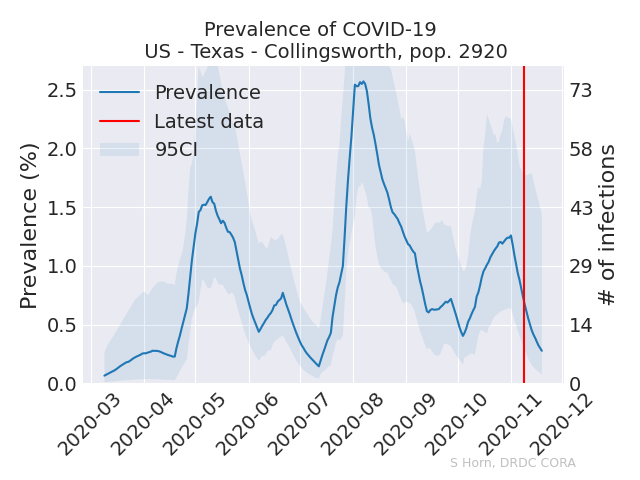 Prevalence of COVID-19
US - Texas - Collingsworth, pop. 2920
Prevalence (%)
2.5
2.0
1.5
1.0
0.5
0.0
Prevalence
Latest data
95CI
73
58
43
29
14
0
# of infections
2020-03
2020-04
2020-05
2020-06
2020-07
2020-08
2020-09
2020-10
2020-11
2020-12
S Horn, DRDC CORA